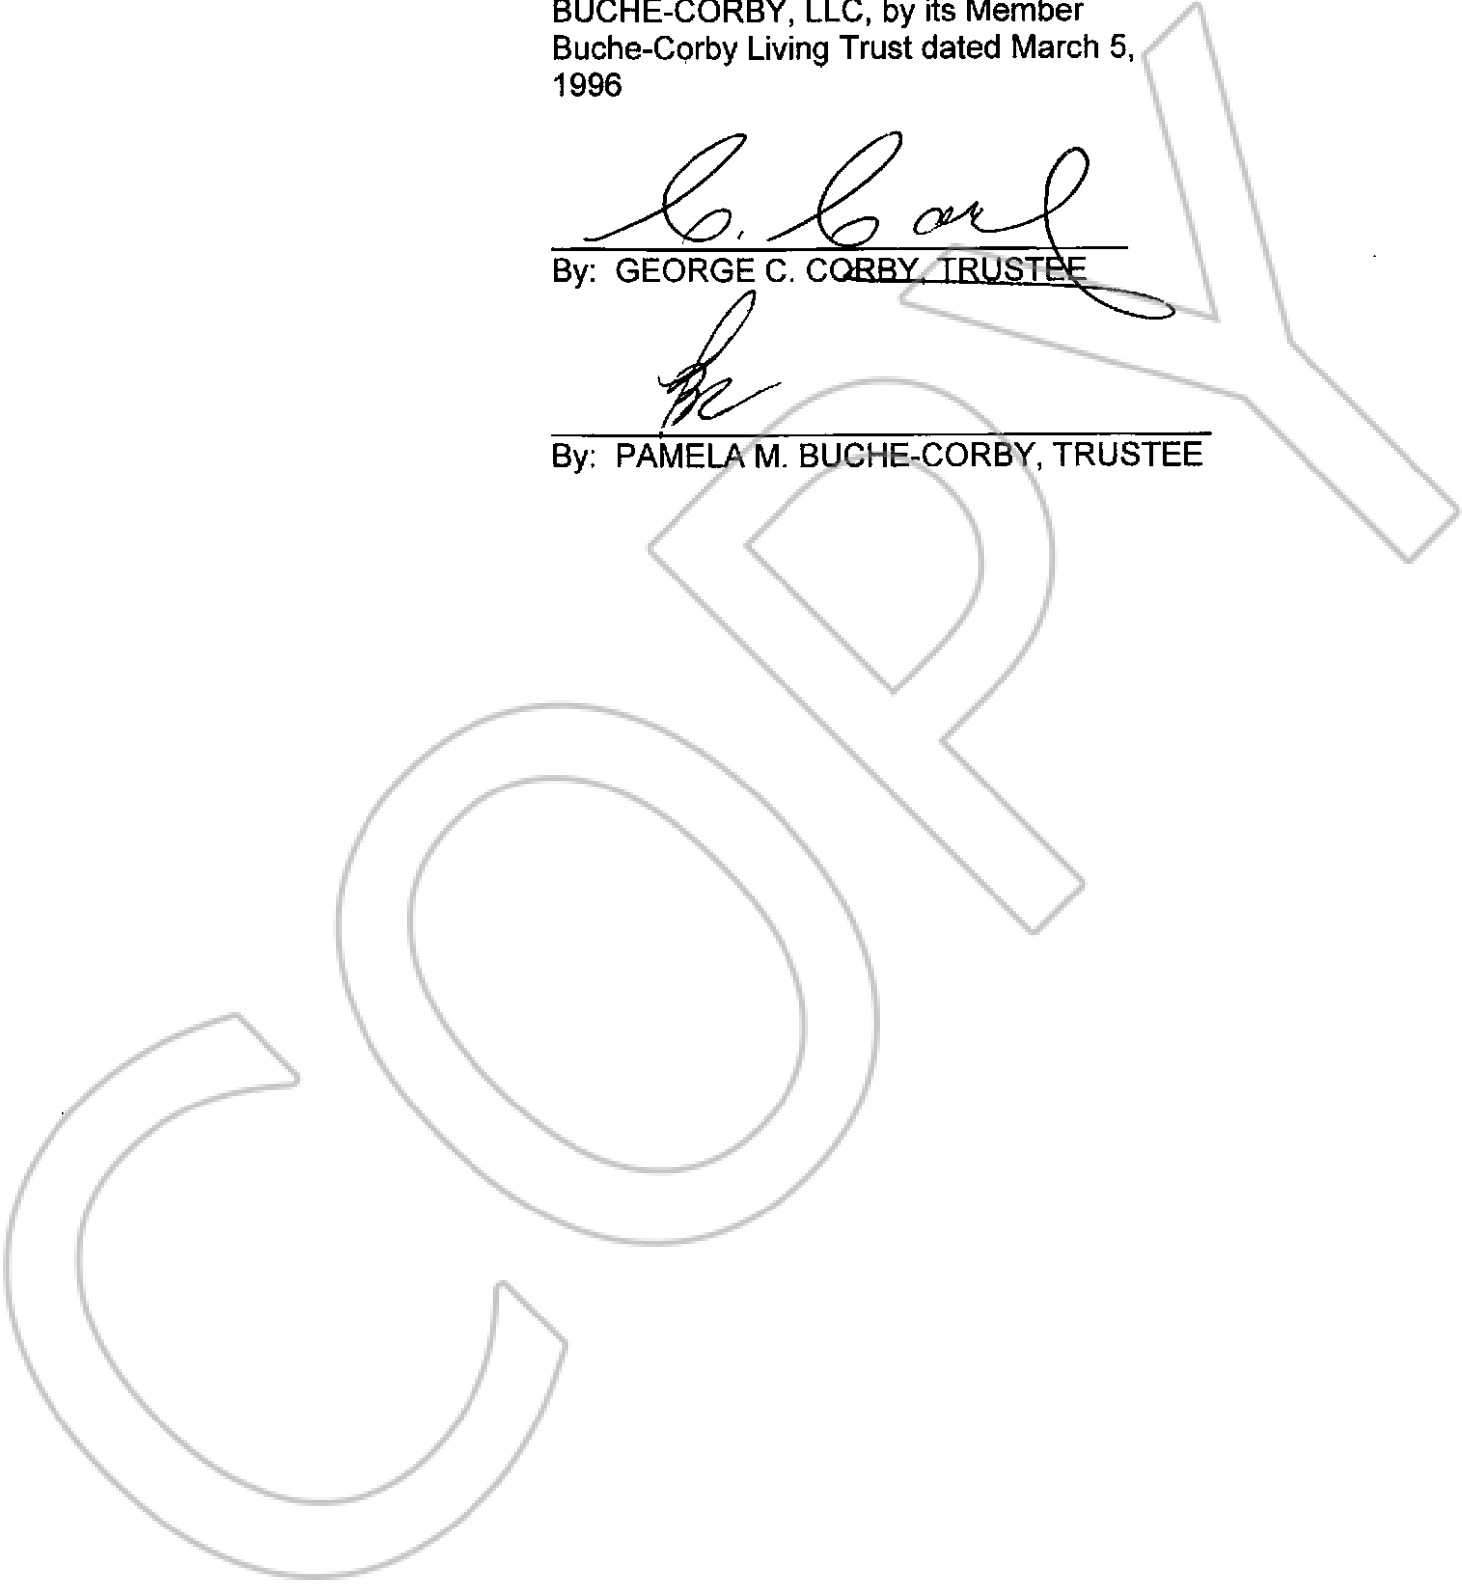 BUCHE-CORBY, LLC, by its Member
Buche-Corby Living Trust dated March 5,
1996
By: GEORGE C. CORBY, TRUSTEE
By: PAMELA M. BUCHE-CORBY, TRUSTEE
COPY